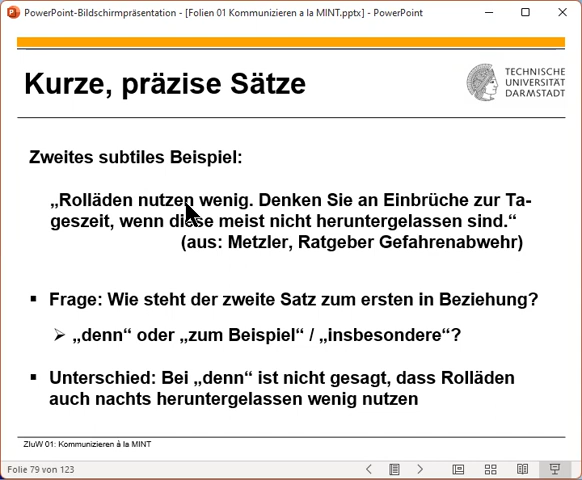 PowerPoint-Bildschirmpräsentation - [Folien 01 Kommunizieren a la MINT.pptx] - PowerPoint
Kurze, präzise Sätze
TECHNISCHE
UNIVERSITÄT
DARMSTADT
Zweites subtiles Beispiel:
„Rolläden nutzen wenig. Denken Sie an Einbrüche zur Ta-
geszeit, wenn diese meist nicht heruntergelassen sind.“
(aus: Metzler, Ratgeber Gefahrenabwehr)
▪ Frage: Wie steht der zweite Satz zum ersten in Beziehung?
➢ „denn“ oder „zum Beispiel“ / „insbesondere“?
▪ Unterschied: Bei „denn“ ist nicht gesagt, dass Rolläden
auch nachts heruntergelassen wenig nutzen
ZluW 01: Kommunizieren à la MINT
Folie 79 von 123